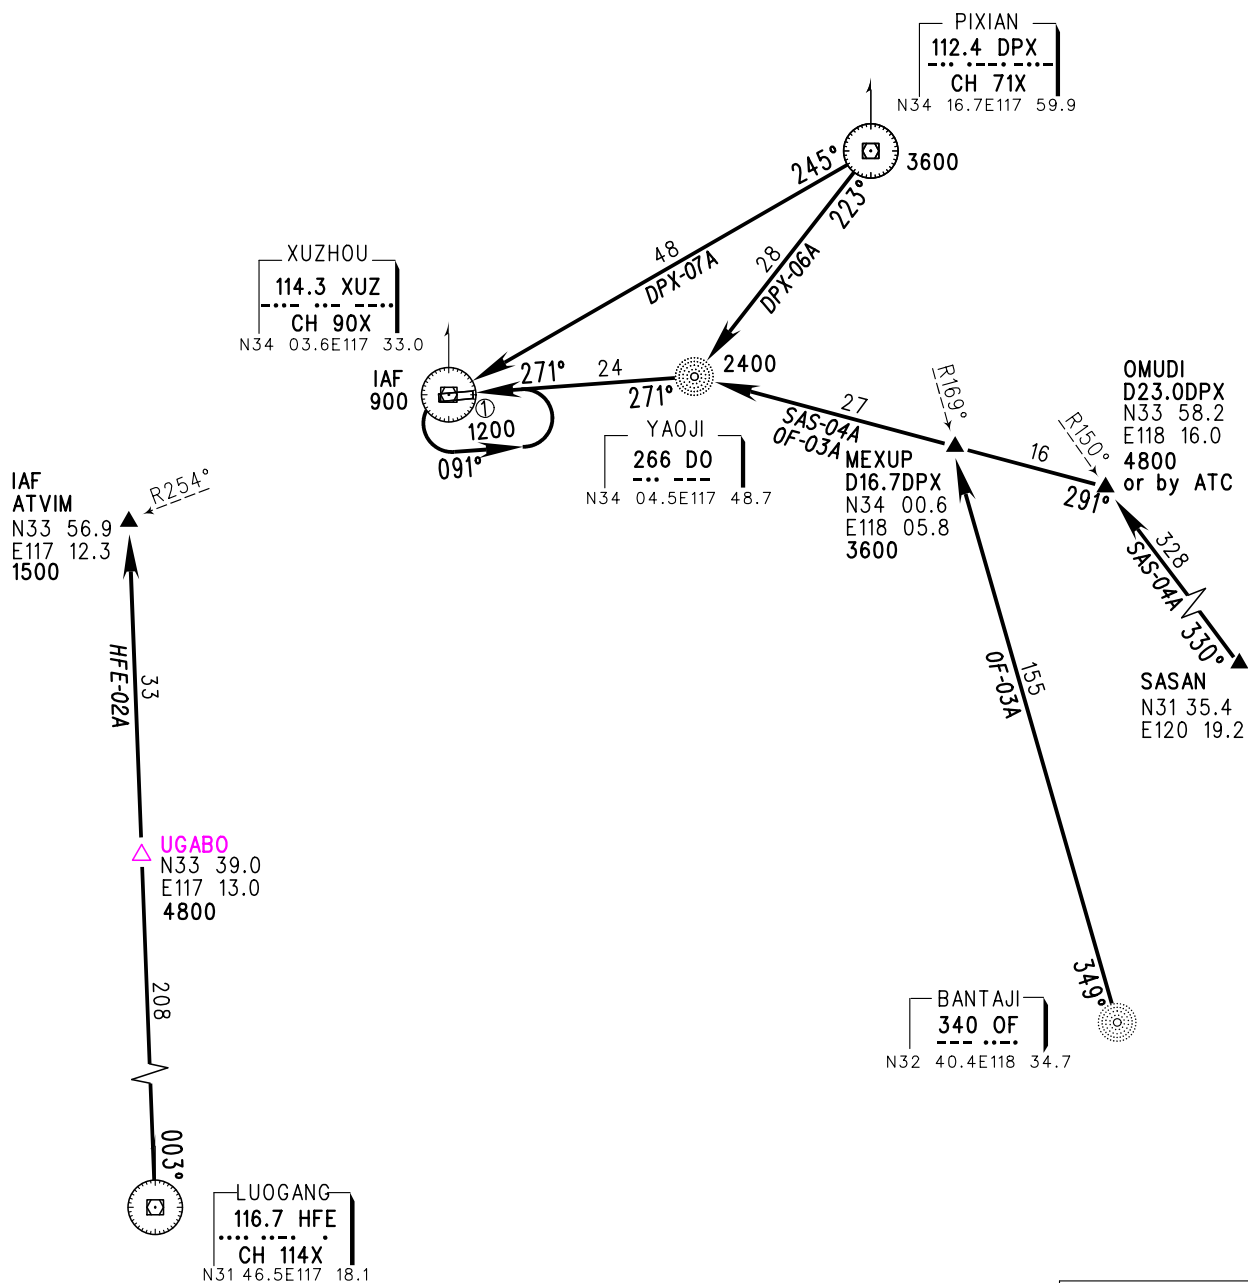 PIXIAN
112.4 DPX
CH 71X
N34 16.7E117 59.9
3600
245°
223°
48
DPX-07A
28
DPX-06A
XUZHOU
114.3 XUZ
CH 90X
N34 03.6E117 33.0
IAF
900
271°
24
271°
2400
1
1200
091°
YAOJI
266 DO
N34 04.5E117 48.7
27
SAS-04A
OF-03A
R169°
MEXUP
D16.7DPX
N34 00.6
E118 05.8
3600
16
R150°
291°
OMUDI
D23.0DPX
N33 58.2
E118 16.0
4800
or by ATC
328
SAS-04A
330°
SASAN
N31 35.4
E120 19.2
IAF
ATVIM
N33 56.9
E117 12.3
1500
R254°
33
HFE-02A
UGABO
N33 39.0
E117 13.0
4800
208
003°
LUOGANG
116.7 HFE
CH 114X
N31 46.5E117 18.1
155
OF-03A
349°
BANTAJI
340 OF
N32 40.4E118 34.7